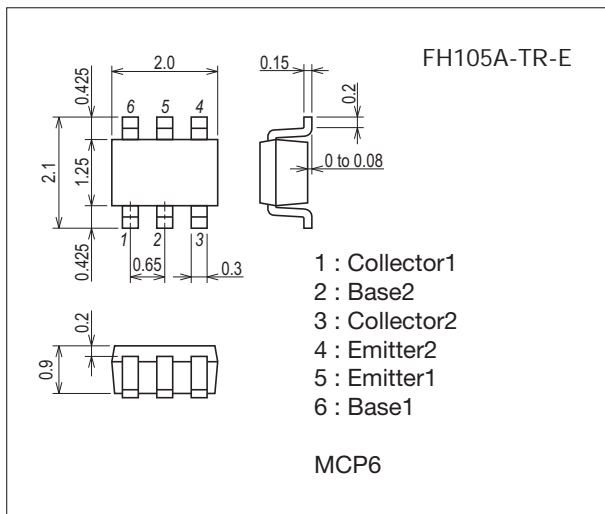 FH105A-TR-E
2.0
0.425
6 5 4
2.1
1.25
0.425
1 2 3
0.65
0.3
0.15
0.2
0 to 0.08
1 : Collector1
2 : Base2
3 : Collector2
4 : Emitter2
5 : Emitter1
6 : Base1
0.2
0.9
MCP6